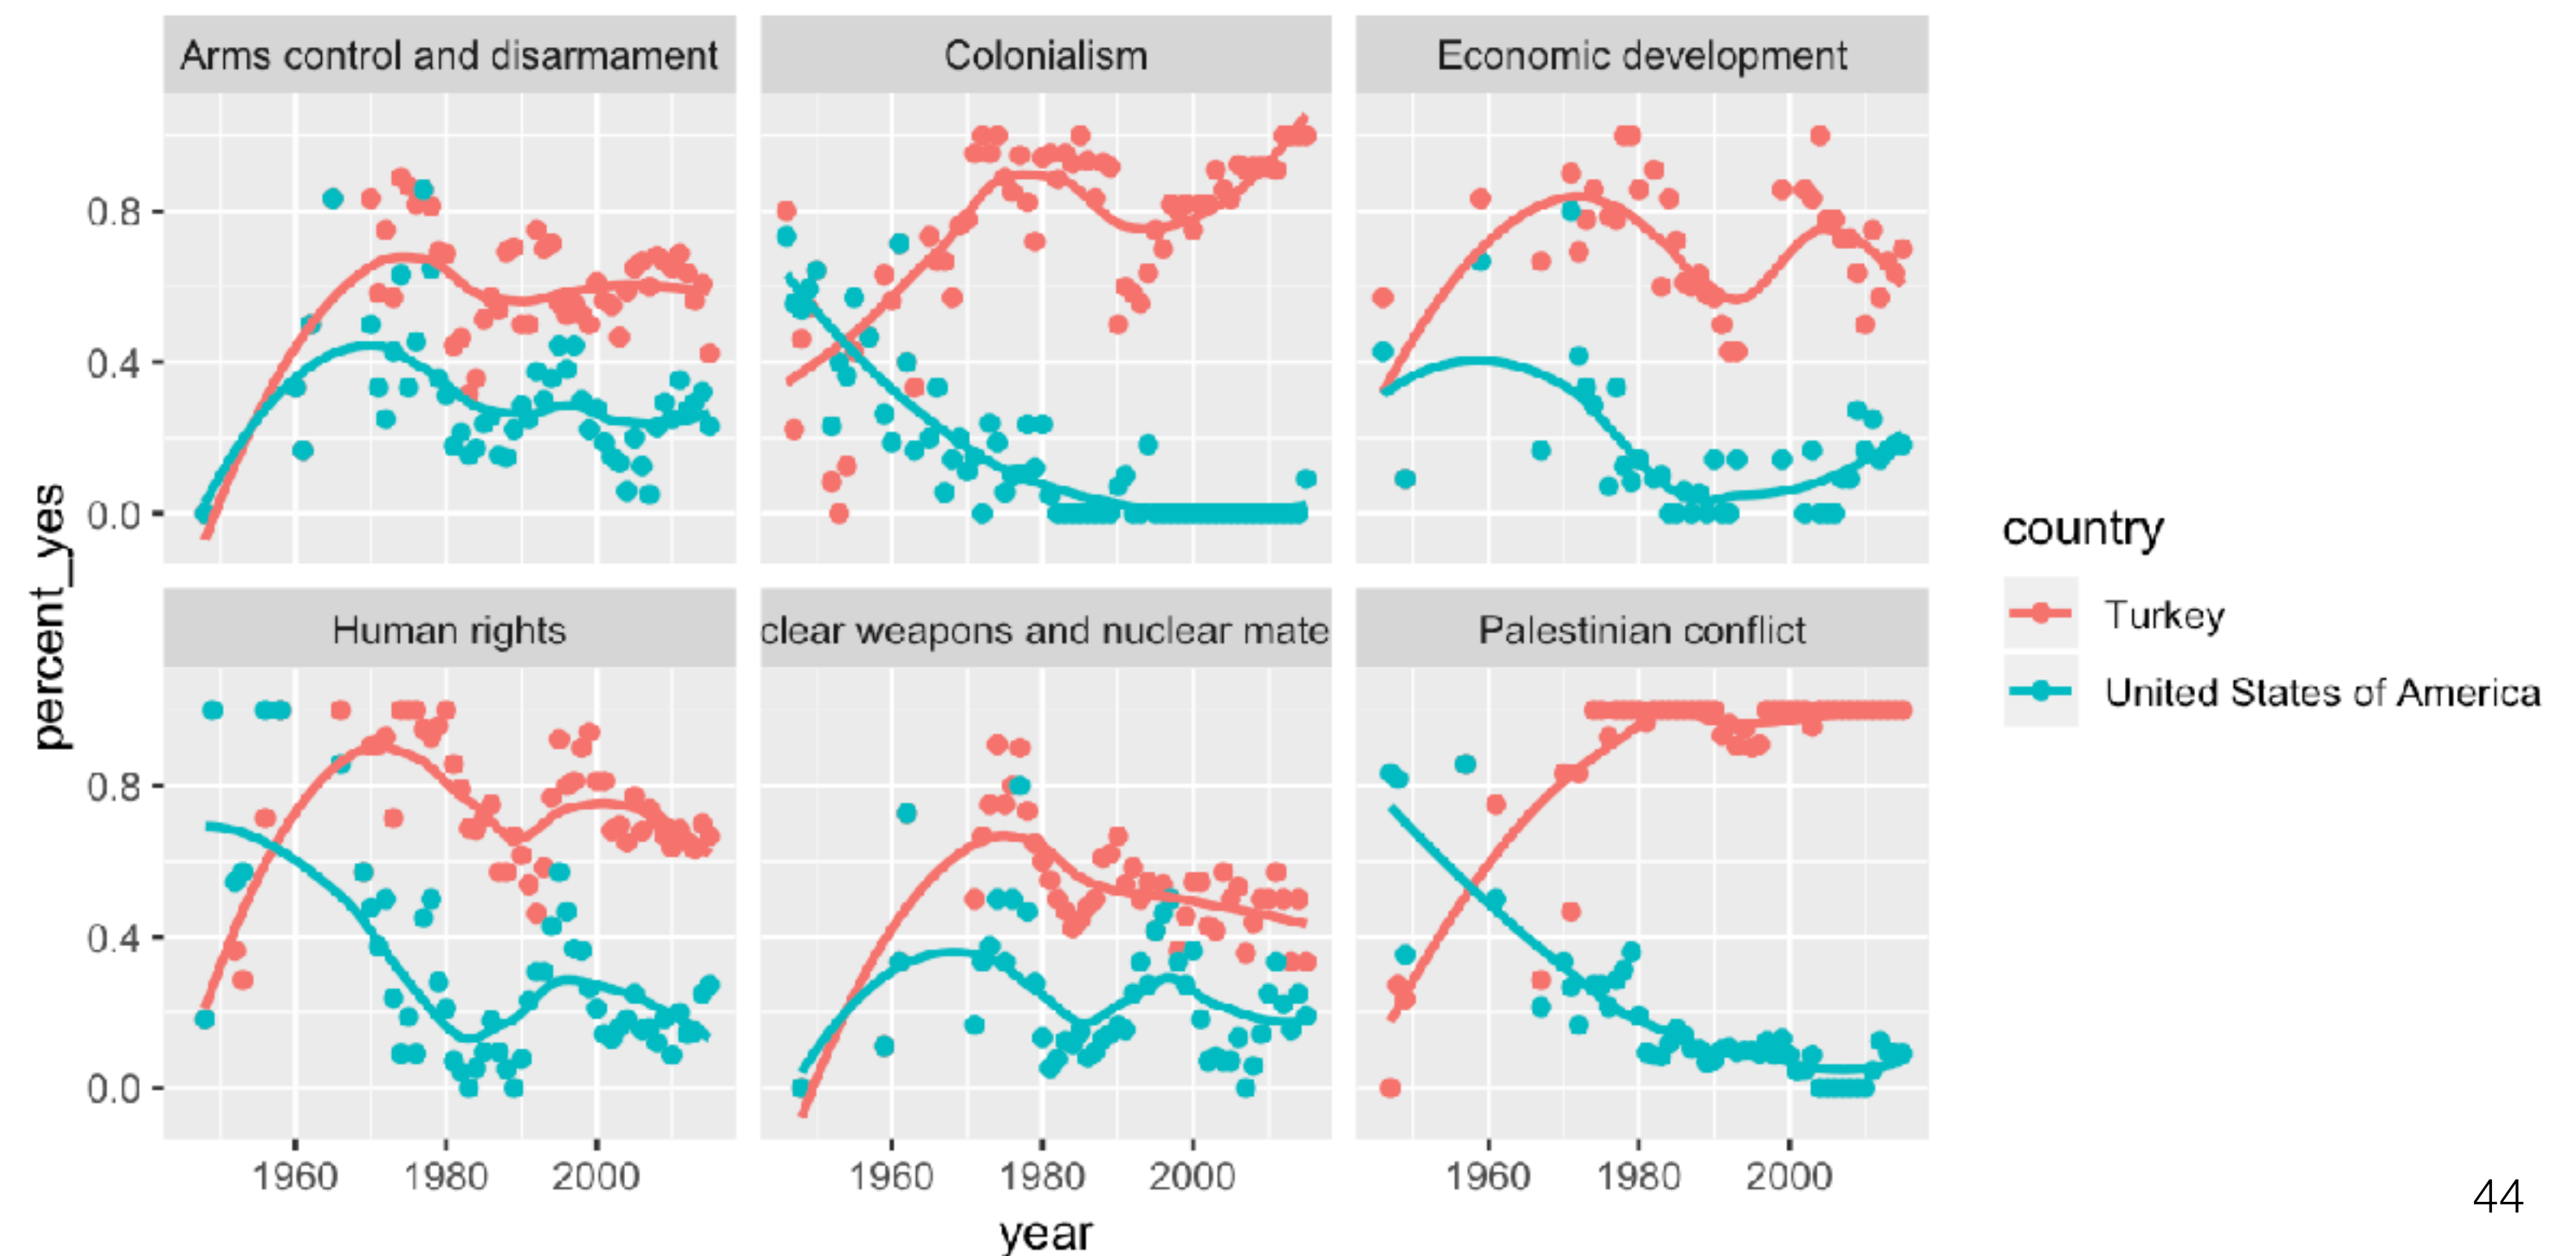 Arms control and disarmament
Colonialism
Economic development
0.8
0.4
0.0
Human rights
clear weapons and nuclear mate
Palestinian conflict
0.8
0.4
0.0
1960 1980 2000
1960 1980 2000
1960 1980 2000
year
percent_yes
country
Turkey
United States of America
44